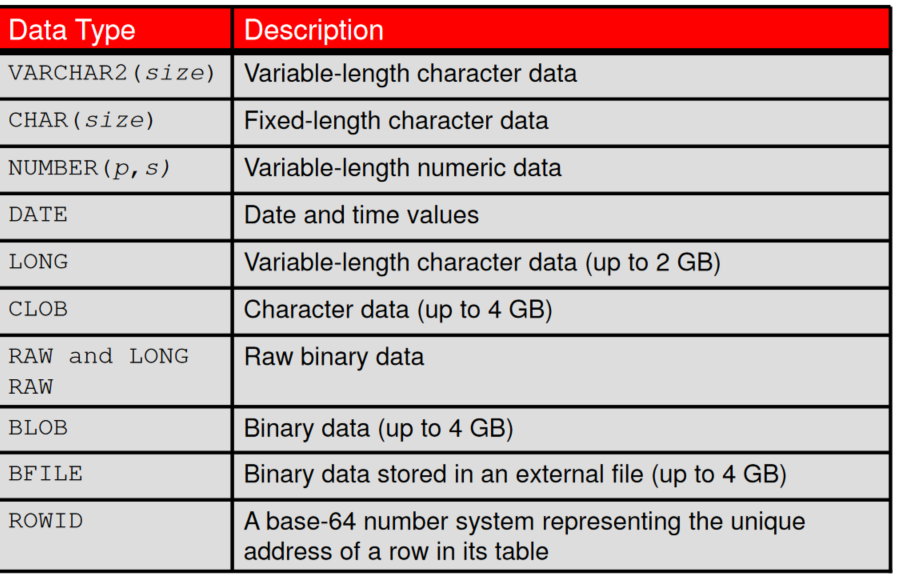 Data Type Description
VARCHAR2(size) Variable-length character data
CHAR(size) Fixed-length character data
NUMBER(p,s) Variable-length numeric data
DATE Date and time values
LONG Variable-length character data (up to 2 GB)
CLOB Character data (up to 4 GB)
RAW and LONG Raw binary data
RAW
BLOB Binary data (up to 4 GB)
BFILE Binary data stored in an external file (up to 4 GB)
ROWID A base-64 number system representing the unique
address of a row in its table